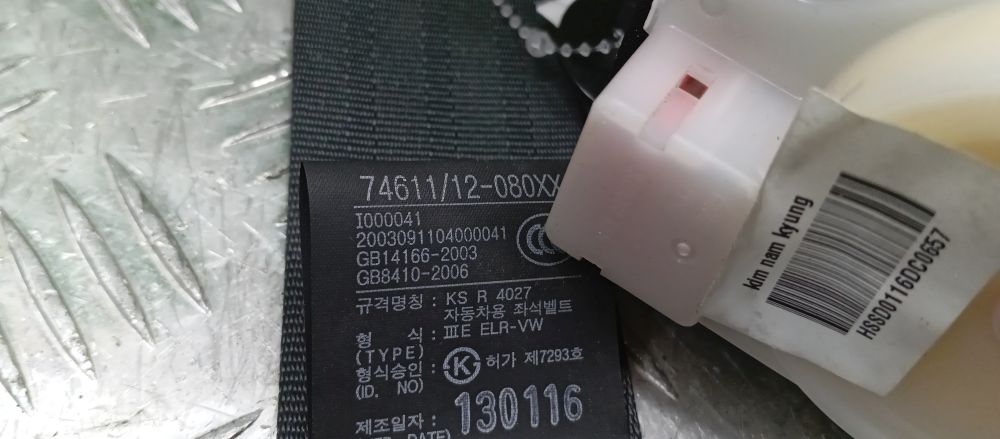 74611/12-080XX
I000041
2003091104000041
GB14166-2003
GB8410-2006
규격명칭 : KS R 4027
자동차용 좌석벨트
형 식 : ⅢE ELR-VW
(TYPE)
형식승인 : K 허가 제7293호
(ID. NO)
제조일자 : 130116
DATE)
kim nam kyung
HSSD0116DC0657